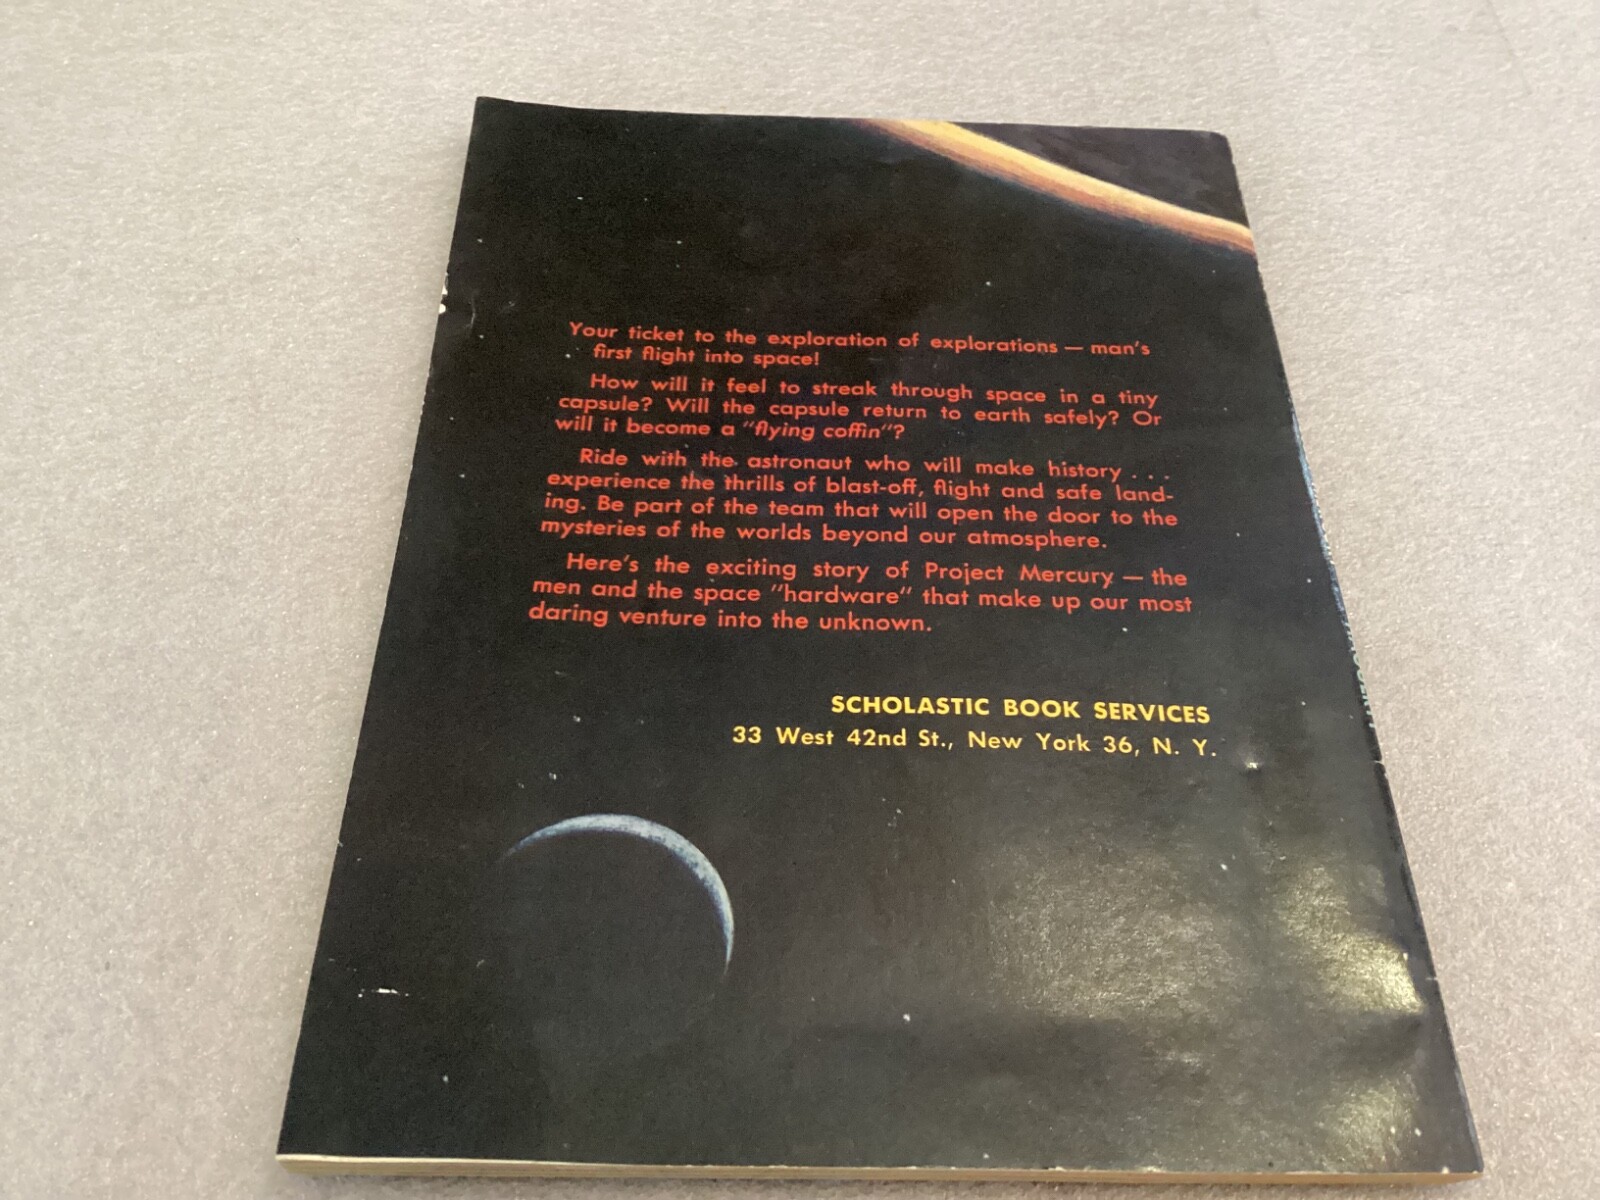 Your ticket to the exploration of explorations — man's
first flight into space!
How will it feel to streak through space in a tiny
capsule? Will the capsule return to earth safely? Or
will it become a "flying coffin"?
Ride with the astronaut who will make history . . .
experience the thrills of blast-off, flight and safe land-
ing. Be part of the team that will open the door to the
mysteries of the worlds beyond our atmosphere.
Here's the exciting story of Project Mercury — the
men and the space "hardware" that make up our most
daring venture into the unknown.
SCHOLASTIC BOOK SERVICES
33 West 42nd St., New York 36, N. Y.